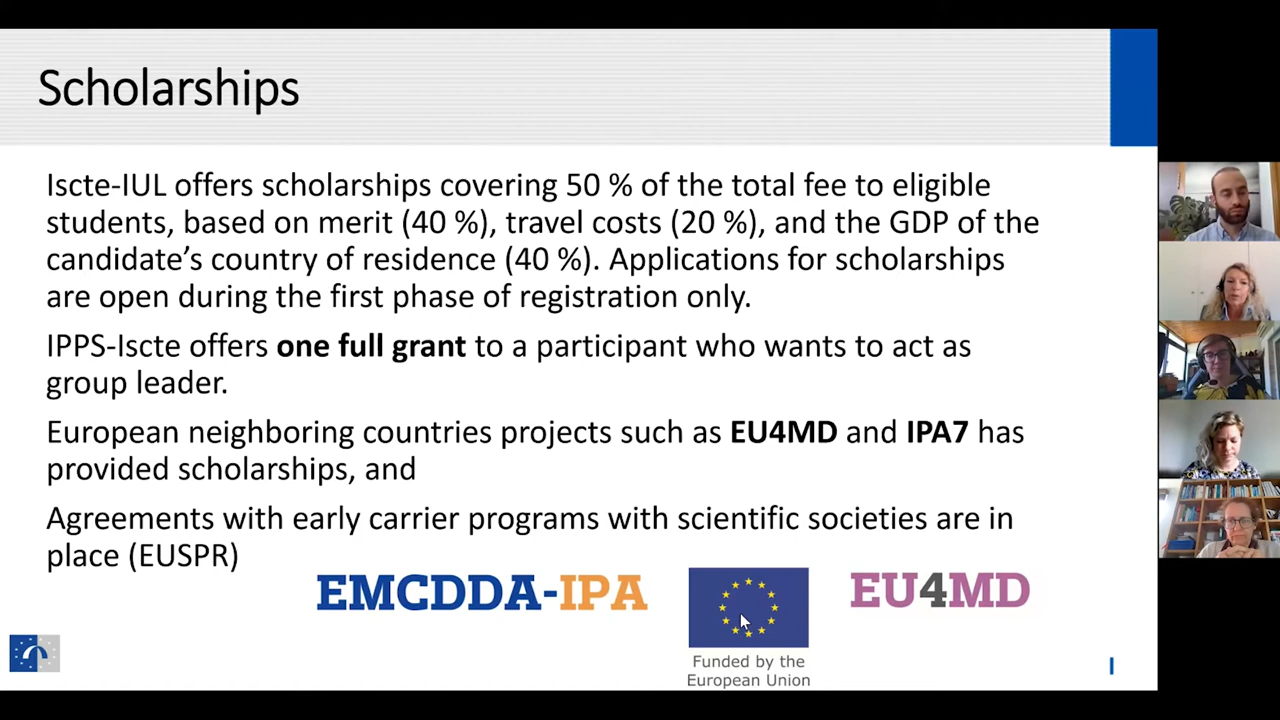 Scholarships
Iscte-IUL offers scholarships covering 50 % of the total fee to eligible
students, based on merit (40 %), travel costs (20 %), and the GDP of the
candidate’s country of residence (40 %). Applications for scholarships
are open during the first phase of registration only.
IPPS-Iscte offers one full grant to a participant who wants to act as
group leader.
European neighboring countries projects such as EU4MD and IPA7 has
provided scholarships, and
Agreements with early carrier programs with scientific societies are in
place (EUSPR)
EMCDDA-IPA
EU4MD
Funded by the
European Union